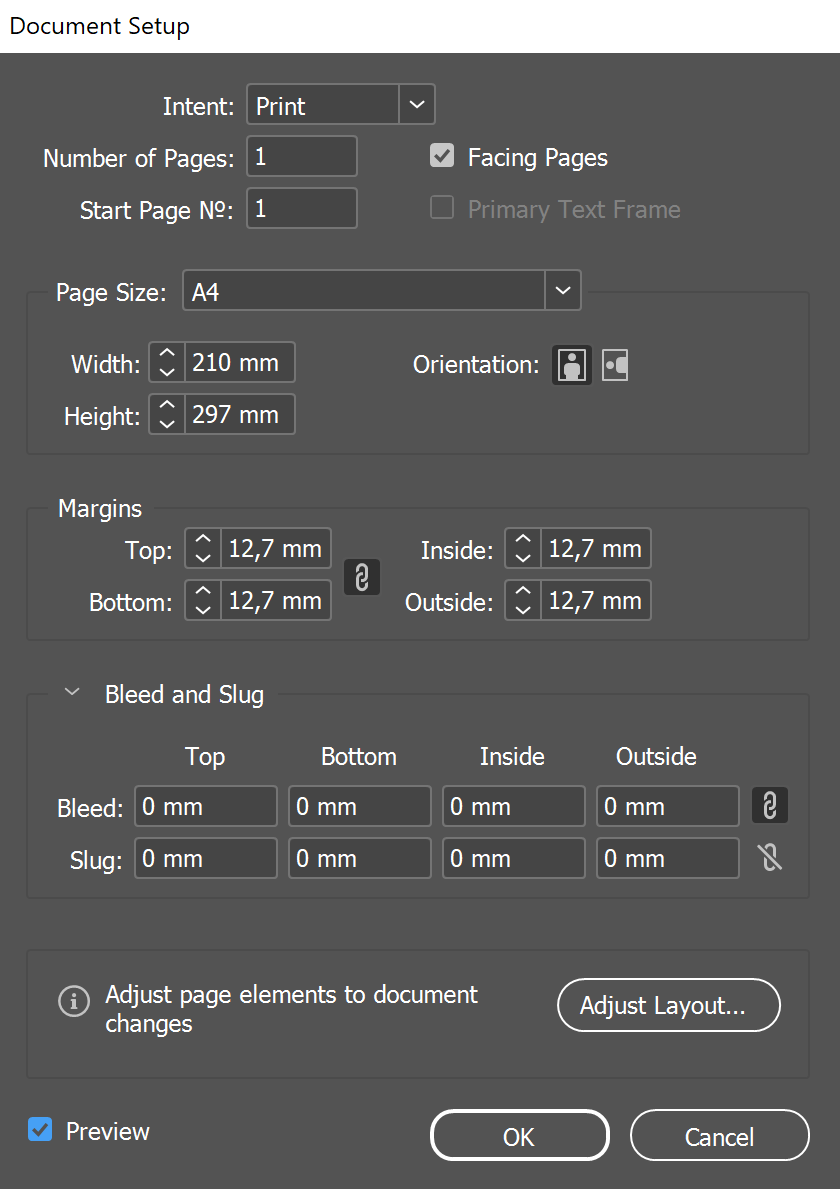 Document Setup
Intent: Print
Number of Pages: 1 Facing Pages
Start Page Nº: 1 Primary Text Frame
Page Size: A4
Width: 210 mm Orientation:
Height: 297 mm
Margins
Top: 12,7 mm Inside: 12,7 mm
Bottom: 12,7 mm Outside: 12,7 mm
Bleed and Slug
Top Bottom Inside Outside
Bleed: 0 mm 0 mm 0 mm 0 mm
Slug: 0 mm 0 mm 0 mm 0 mm
Adjust page elements to document
changes
Adjust Layout...
Preview OK Cancel